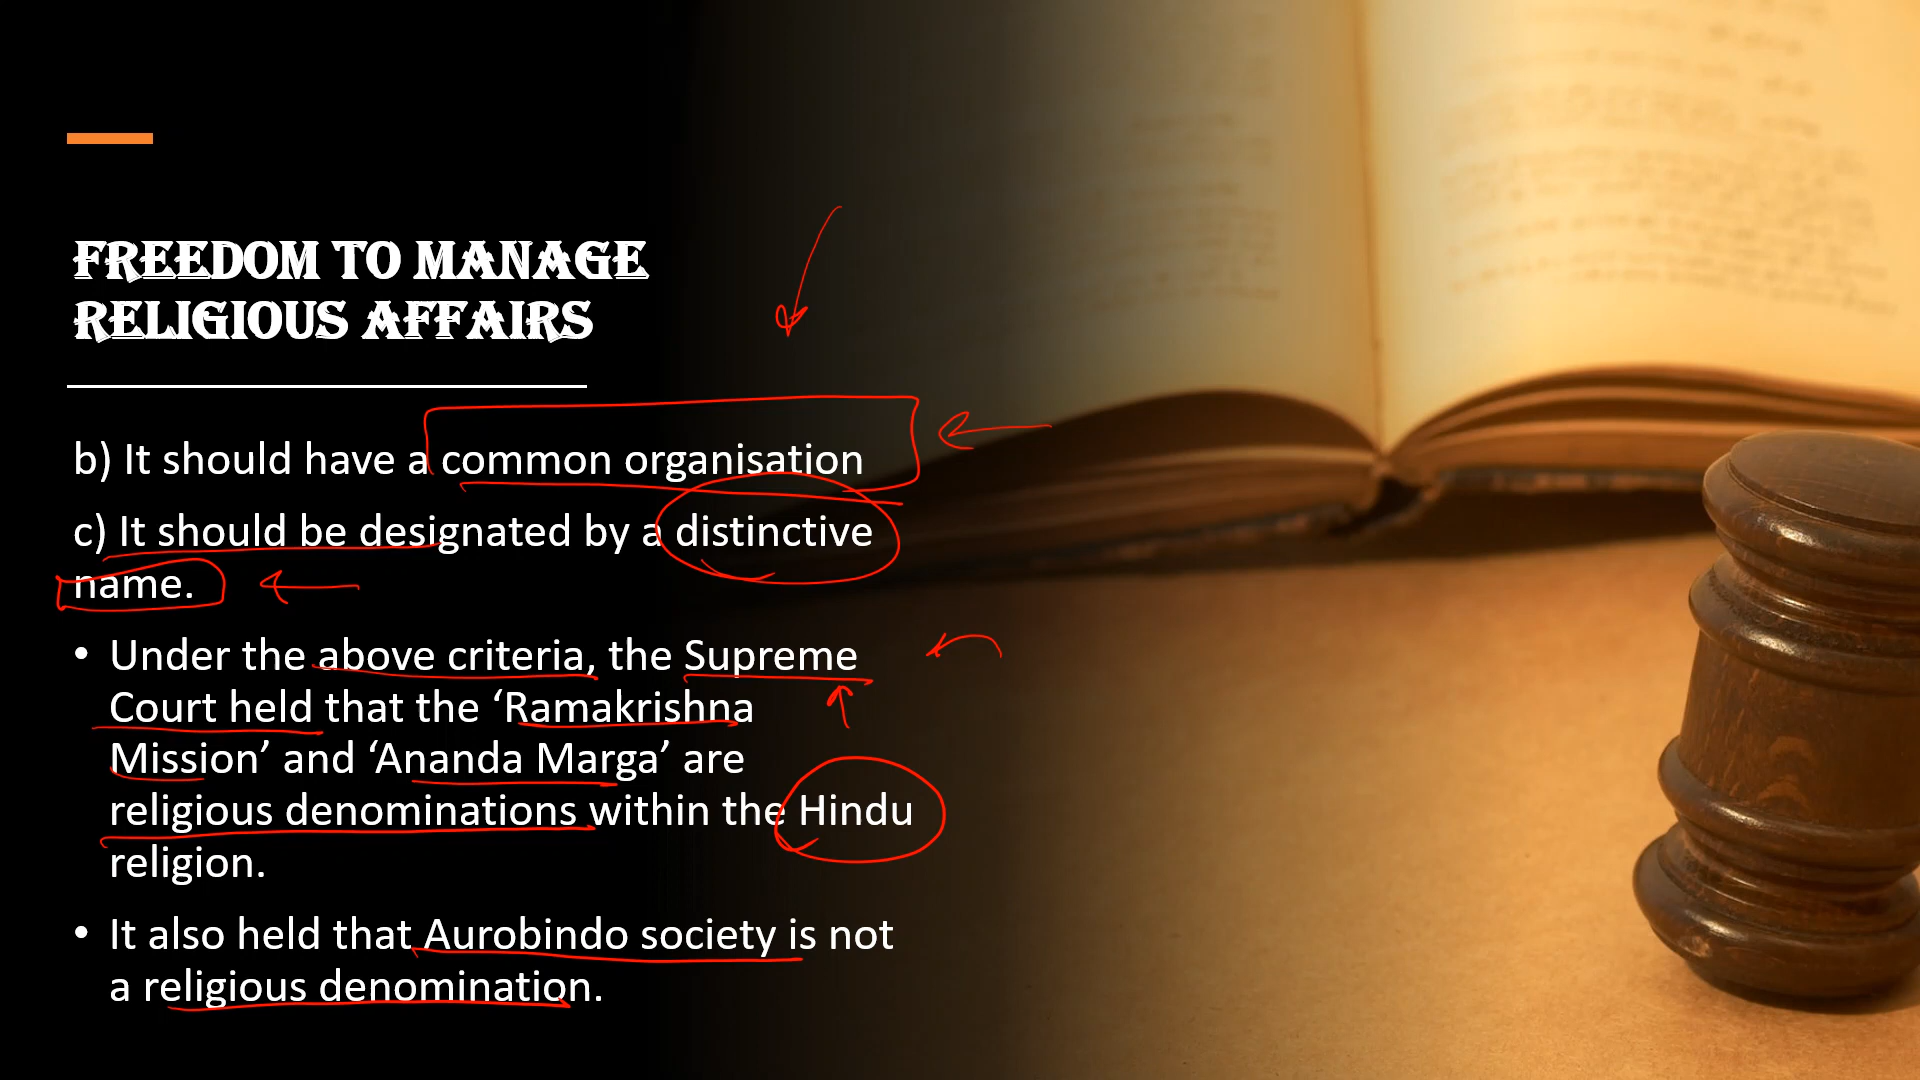 FREEDOM TO MANAGE
RELIGIOUS AFFAIRS
b) It should have a common organisation
c) It should be designated by a distinctive
name.
• Under the above criteria, the Supreme
Court held that the ‘Ramakrishna
Mission’ and ‘Ananda Marga’ are
religious denominations within the Hindu
religion.
• It also held that Aurobindo society is not
a religious denomination.